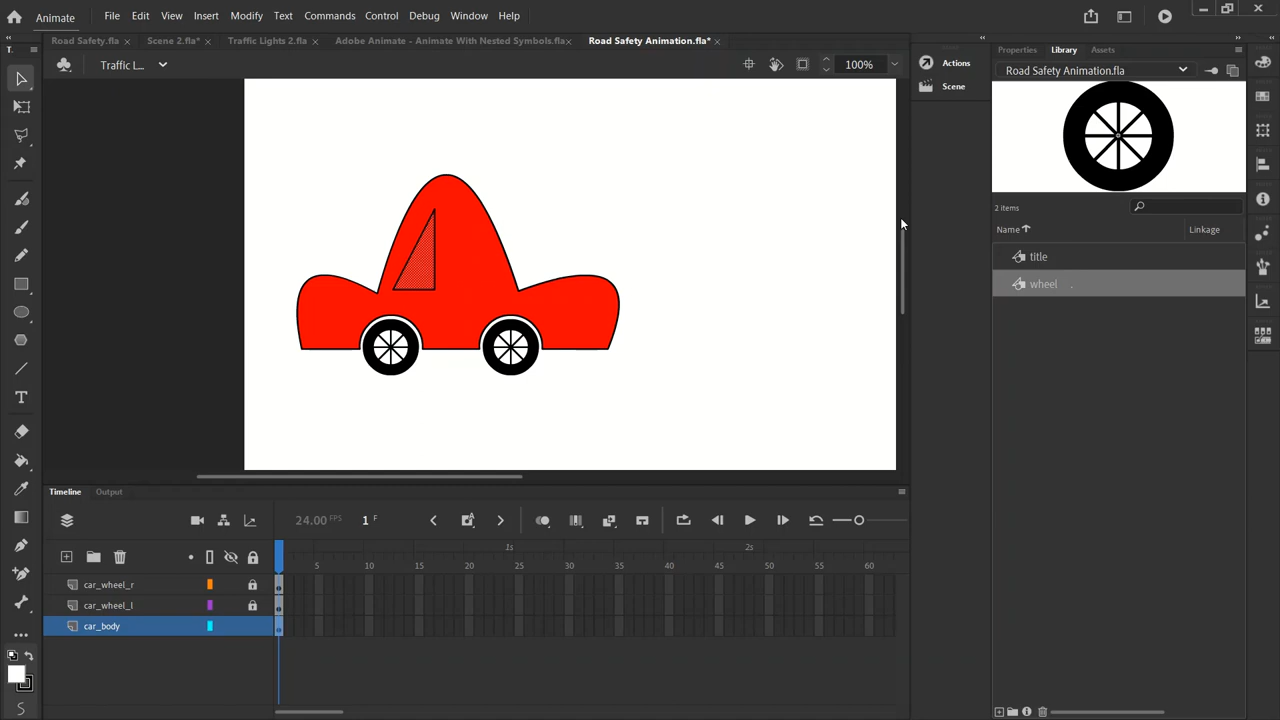 Animate File Edit View Insert Modify Text Commands Control Debug Window Help
T. Road Safety.fla × Scene 2.fla* × Traffic Lights 2.fla × Adobe Animate - Animate With Nested Symbols.fla × Road Safety Animation.fla* ×
Traffic L... 100%
Actions
Scene
Properties Library Assets
Road Safety Animation.fla
2 items
Name Linkage
title
wheel
Timeline Output
24.00 FPS 1 F
1s 2s
5 10 15 20 25 30 35 40 45 50 55 60
car_wheel_r
car_wheel_l
car_body